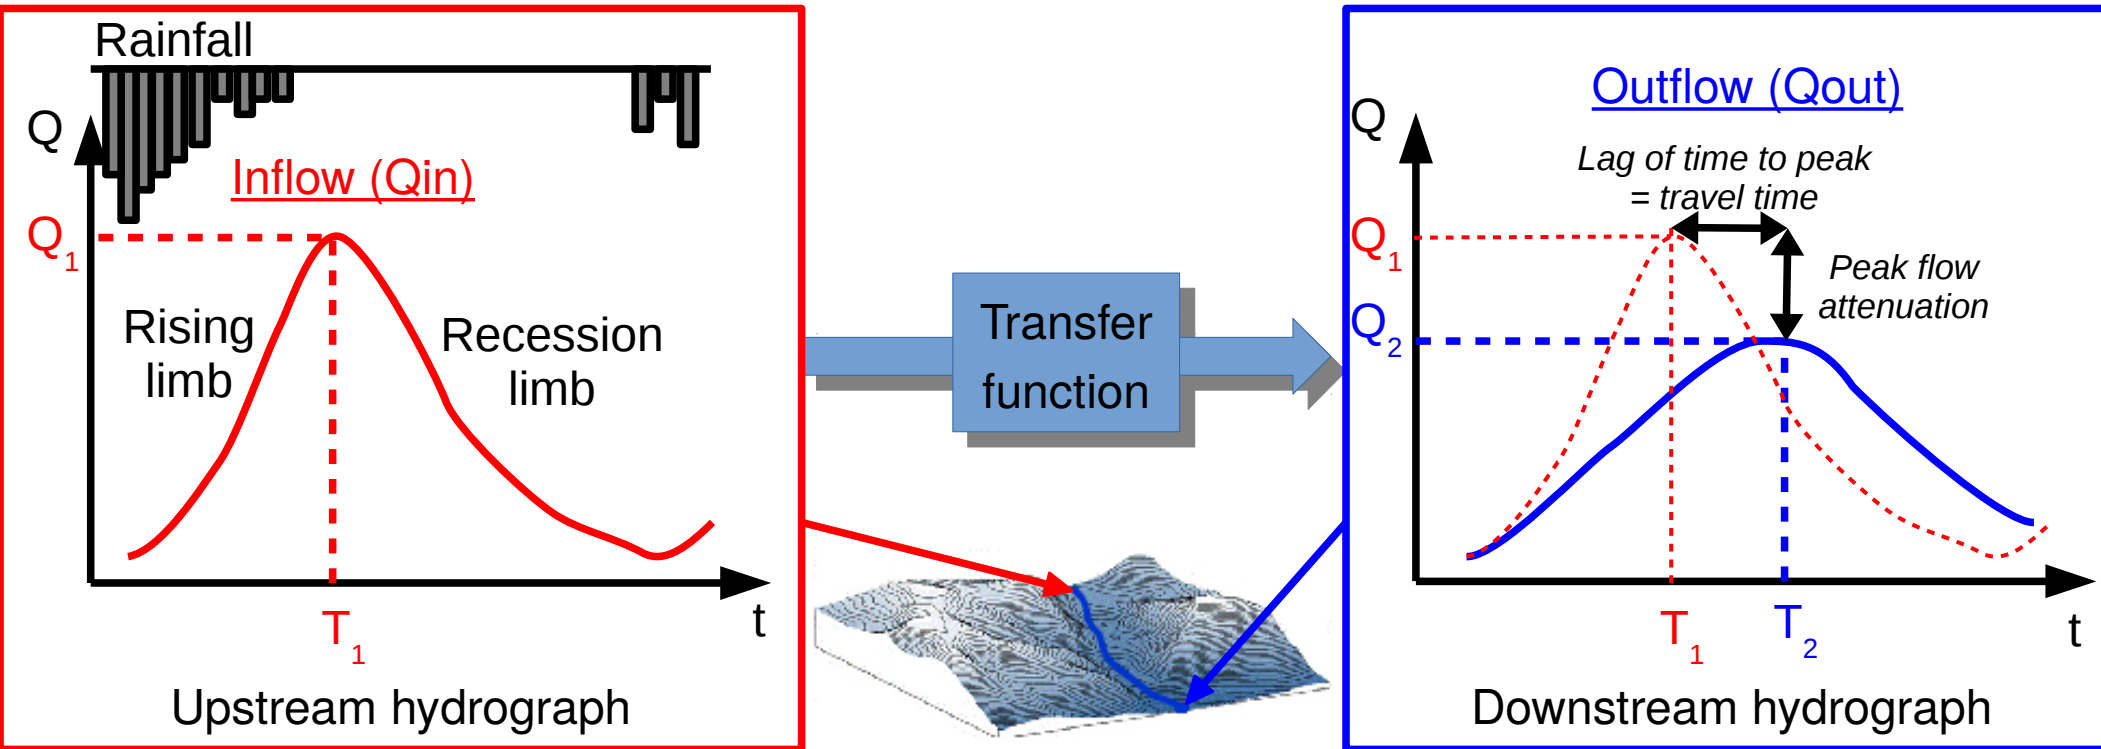 Rainfall
Q
Inflow (Qin)
Q1
Rising
limb
Recession
limb
T1
t
Upstream hydrograph
Transfer
function
Outflow (Qout)
Q
Lag of time to peak
= travel time
Q1
Peak flow
attenuation
Q2
T1
T2
t
Downstream hydrograph